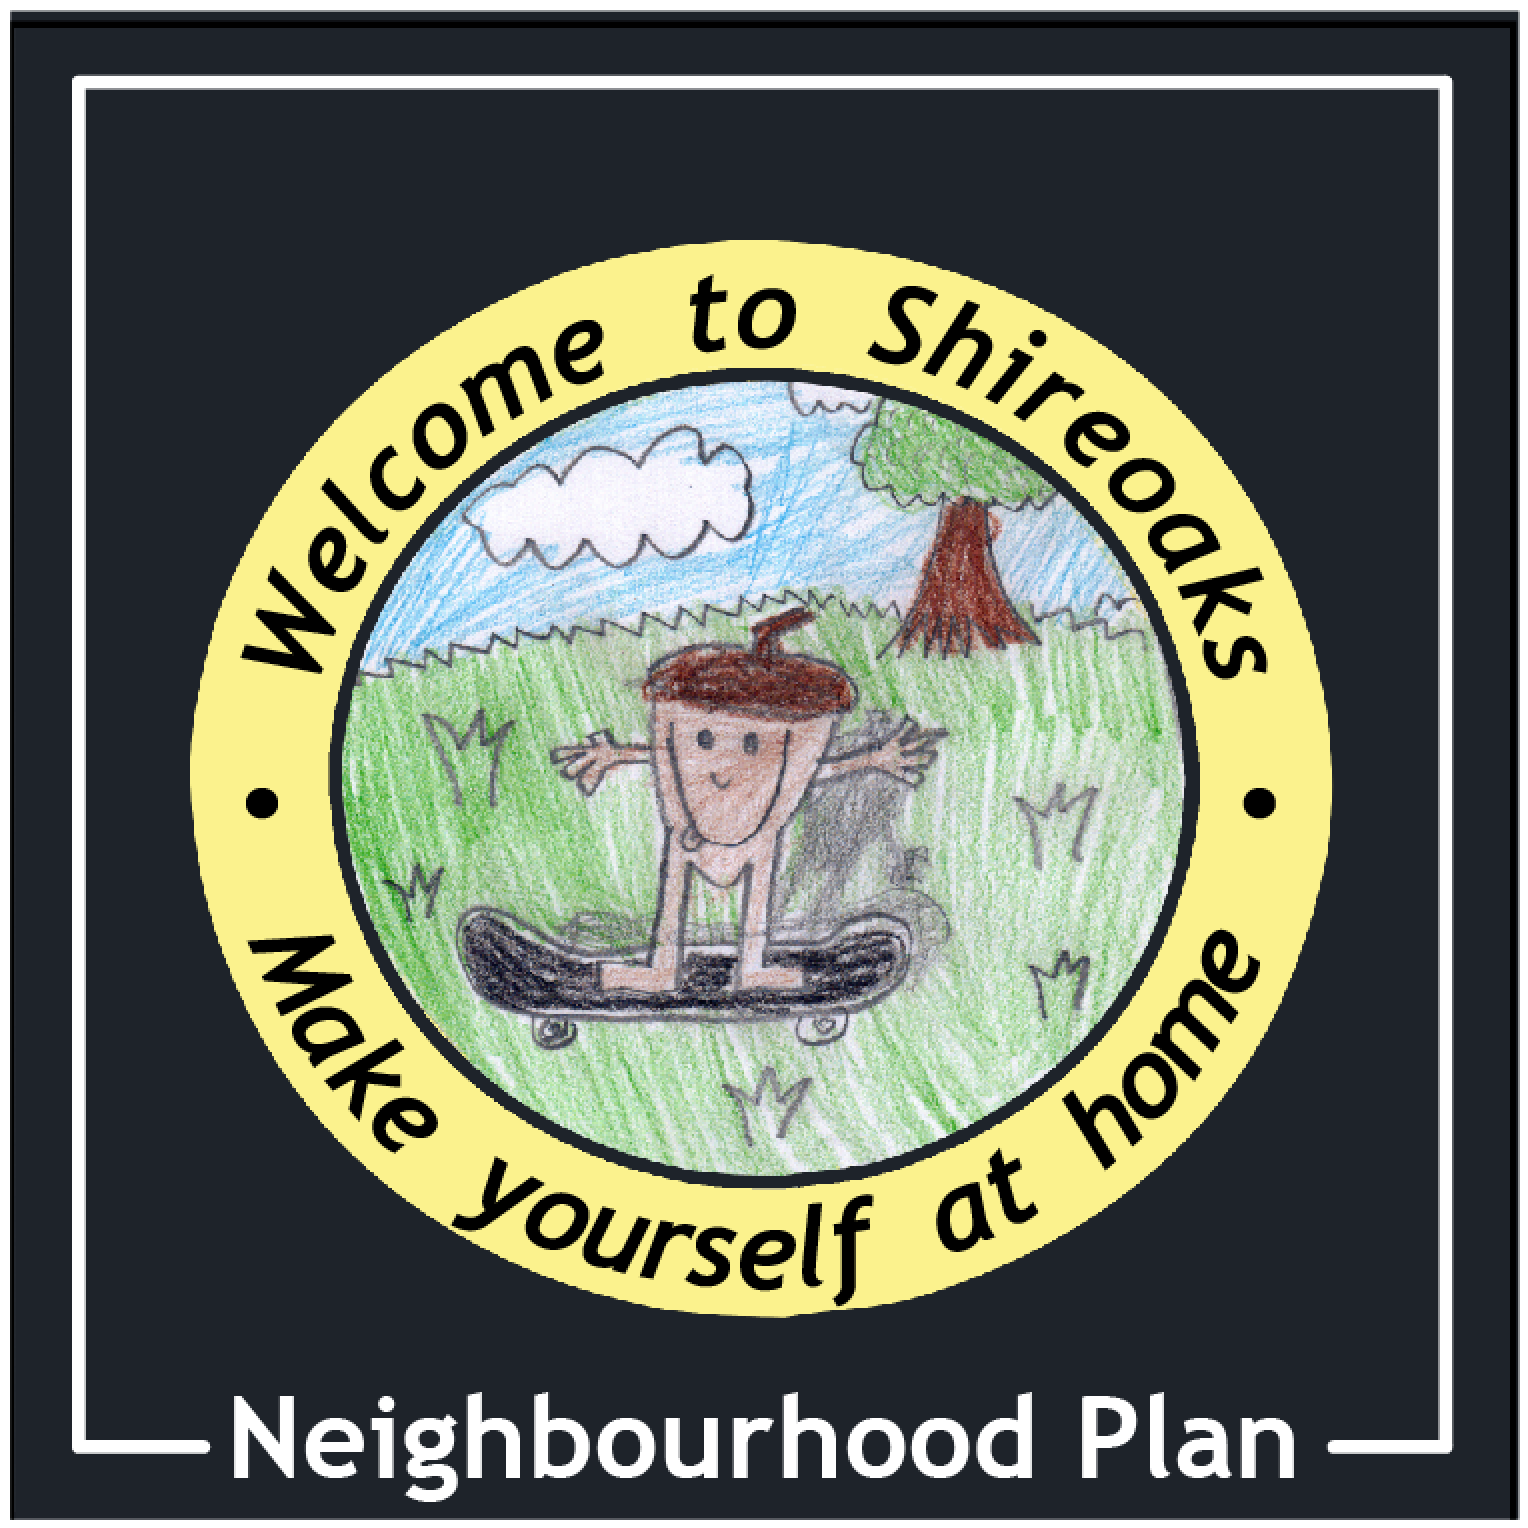 Welcome to Shireoaks
Make yourself at home
Neighbourhood Plan